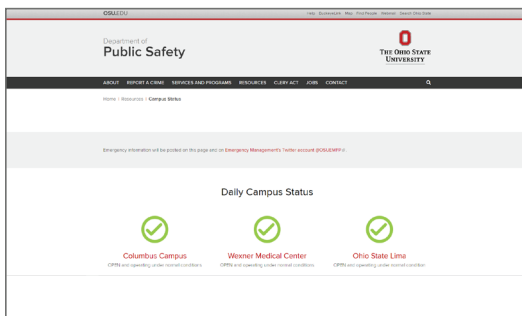 OSU.EDU
Help BuckeyeLink Map Find People Webmail Search Ohio State
Department of
Public Safety
THE OHIO STATE
UNIVERSITY
ABOUT REPORT A CRIME SERVICES AND PROGRAMS RESOURCES CLERY ACT JOBS CONTACT
Home / Resources / Campus Status
Emergency information will be posted on this page and on Emergency Management's Twitter account @OSU_EMFP
Daily Campus Status
Columbus Campus Wexner Medical Center Ohio State Lima
OPEN and operating under normal conditions. OPEN and operating under normal conditions. OPEN and operating under normal condition